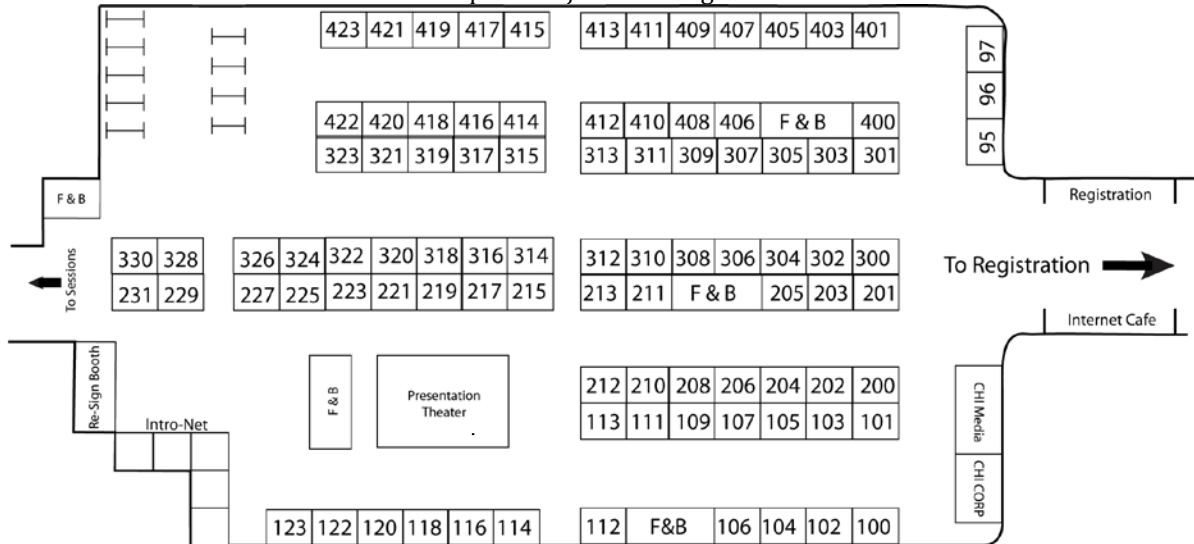 423 421 419 417 415 413 411 409 407 405 403 401
97
96
95
422 420 418 416 414 412 410 408 406 F & B 400
323 321 319 317 315 313 311 309 307 305 303 301
F & B
Registration
330 328 326 324 322 320 318 316 314 312 310 308 306 304 302 300
To Registration
To Sessions
231 229 227 225 223 221 219 217 215 213 211 F & B 205 203 201
Internet Cafe
Re-Sign Booth
F & B
Presentation
Theater
212 210 208 206 204 202 200
113 111 109 107 105 103 101
CHI Media
Intro-Net
CHI CORP
123 122 120 118 116 114 112 F&B 106 104 102 100